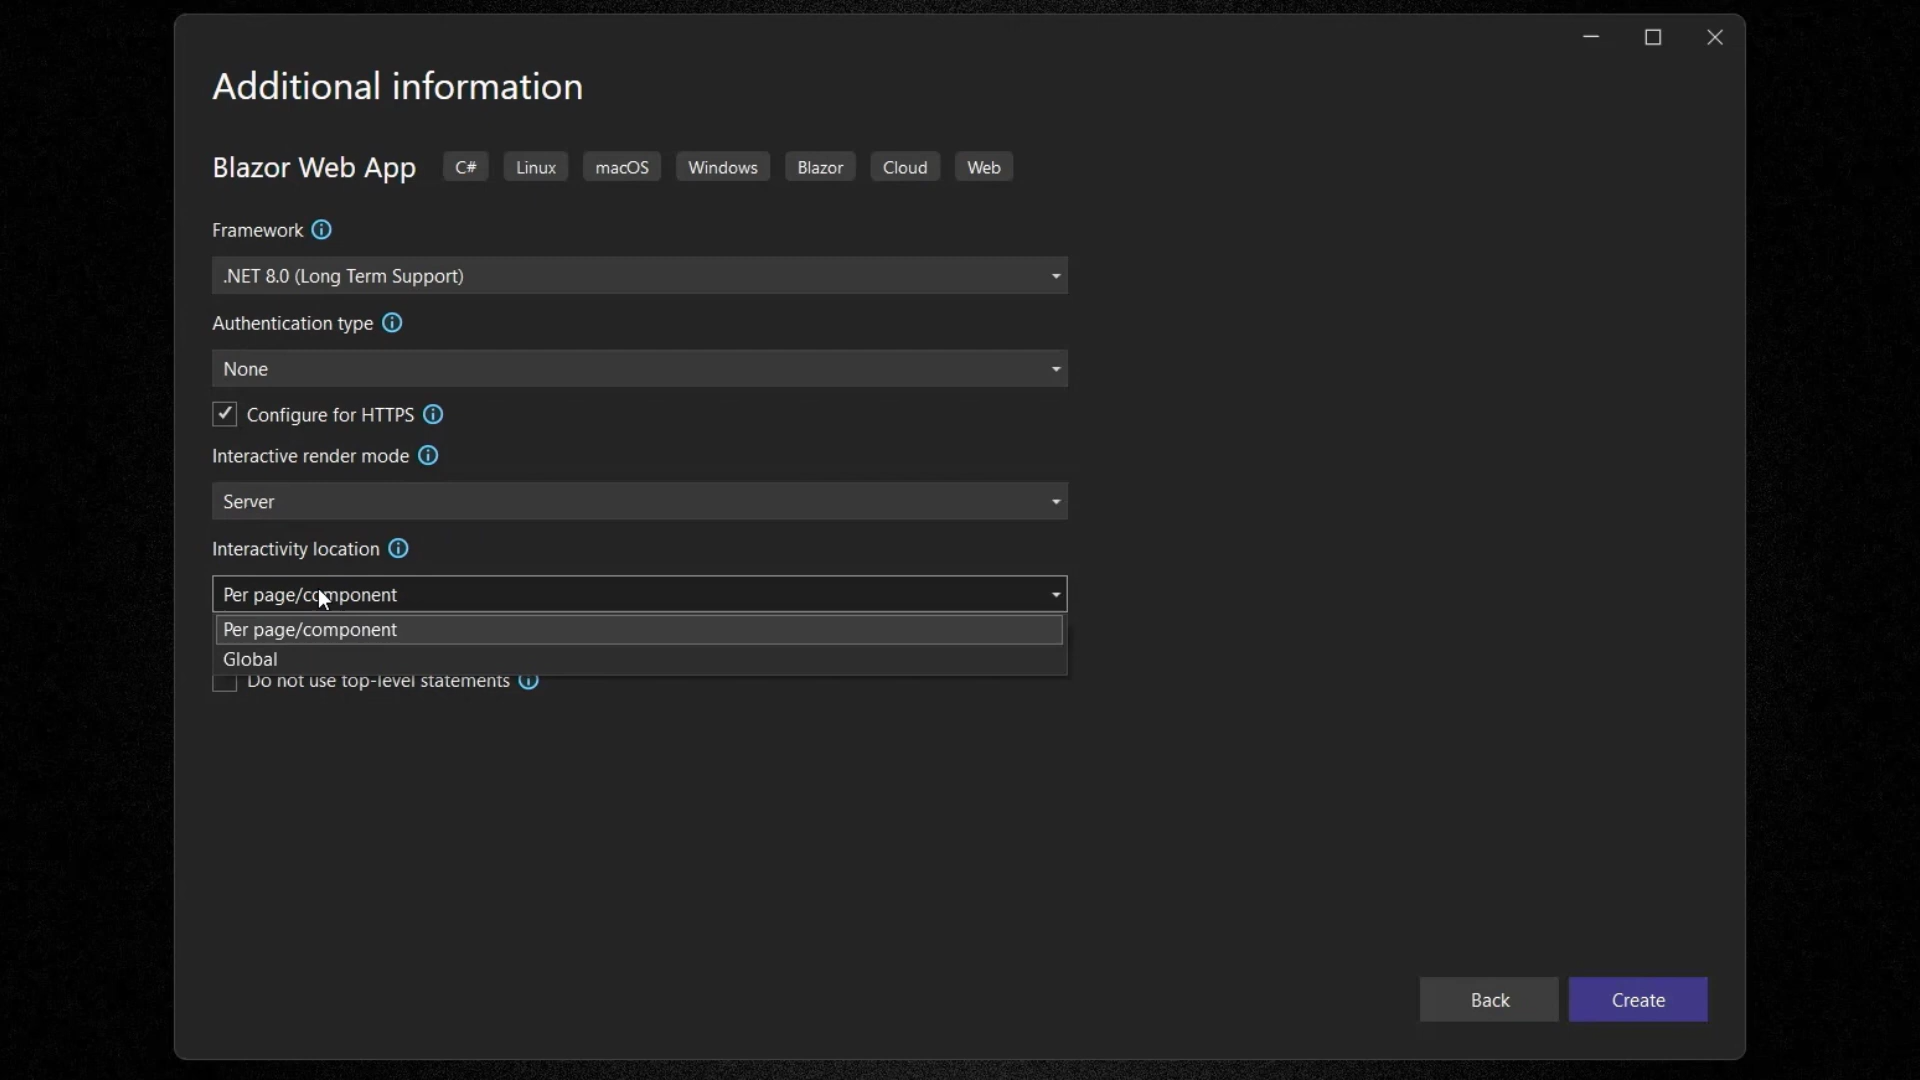 Additional information
Blazor Web App C# Linux macOS Windows Blazor Cloud Web
Framework
.NET 8.0 (Long Term Support)
Authentication type
None
Configure for HTTPS
Interactive render mode
Server
Interactivity location
Per page/component
Per page/component
Global
Do not use top-level statements
Back Create